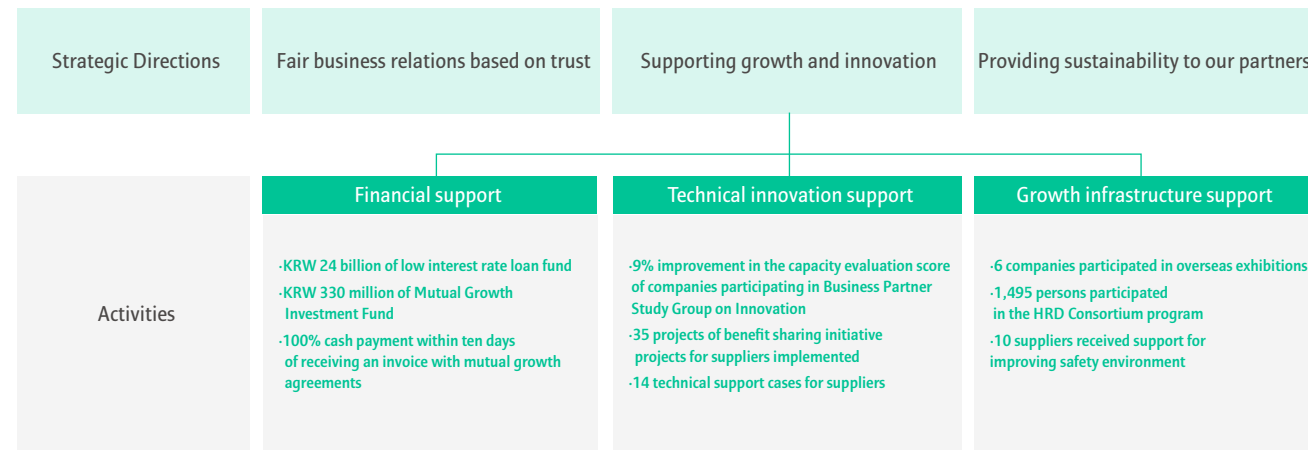 Strategic Directions
Fair business relations based on trust
Supporting growth and innovation
Providing sustainability to our partners
Activities
Financial support
·KRW 24 billion of low interest rate loan fund
·KRW 330 million of Mutual Growth
Investment Fund
·100% cash payment within ten days
of receiving an invoice with mutual growth
agreements
Technical innovation support
·9% improvement in the capacity evaluation score
of companies participating in Business Partner
Study Group on Innovation
·35 projects of benefit sharing initiative
projects for suppliers implemented
·14 technical support cases for suppliers
Growth infrastructure support
·6 companies participated in overseas exhibitions
·1,495 persons participated
in the HRD Consortium program
·10 suppliers received support for
improving safety environment